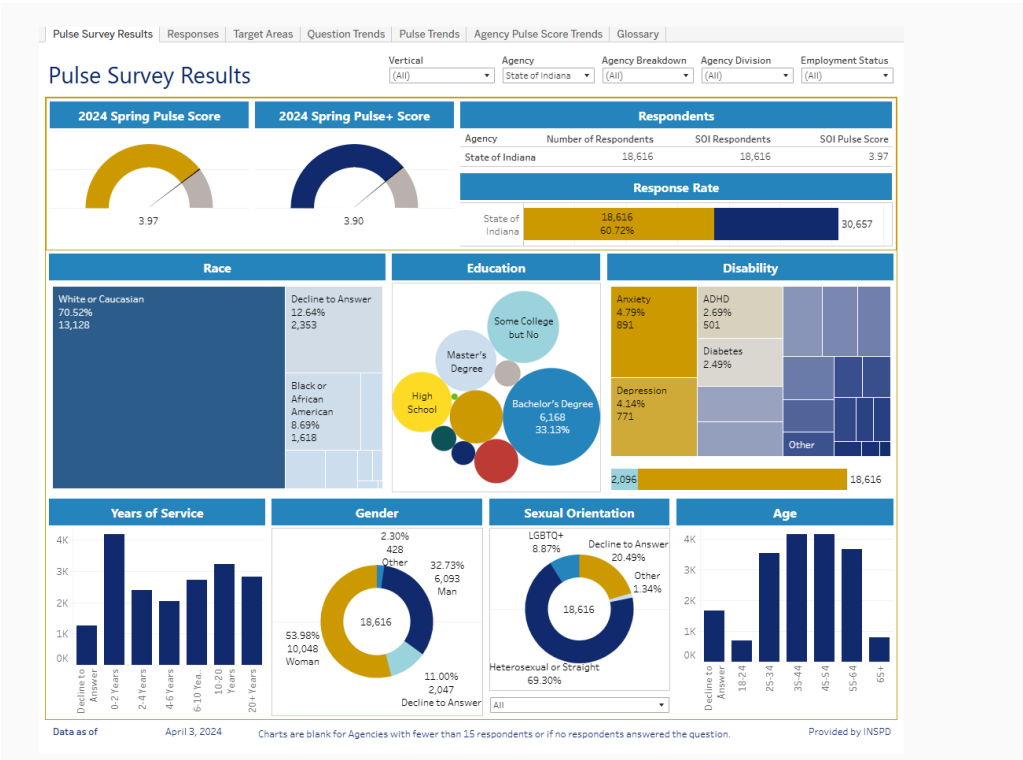 Pulse Survey Results Responses Target Areas Question Trends Pulse Trends Agency Pulse Score Trends Glossary
Pulse Survey Results
Vertical Agency Agency Breakdown Agency Division Employment Status
(All) State of Indiana (All) (All) (All)
2024 Spring Pulse Score
3.97
2024 Spring Pulse+ Score
3.90
Respondents
Agency Number of Respondents SOI Respondents SOI Pulse Score
State of Indiana 18,616 18,616 3.97
Response Rate
State of
Indiana
18,616
60.72%
30,657
Race
White or Caucasian
70.52%
13,128
Decline to Answer
12.64%
2,353
Black or
African
American
8.69%
1,618
Education
Some College
but No
Master's
Degree
High
School
Bachelor's Degree
6,168
33.13%
Disability
Anxiety
4.79%
891
ADHD
2.69%
501
Diabetes
2.49%
Depression
4.14%
771
Other
2,096
18,616
Years of Service
4K
3K
2K
1K
0K
Decline to
Answer
0-2 Years
2-4 Years
4-6 Years
6-10 Yea..
10-20
Years
20+ Years
Gender
2.30%
428
Other
32.73%
6,093
Man
18,616
53.98%
10,048
Woman
11.00%
2,047
Decline to Answer
Sexual Orientation
LGBTQ+
8.87%
Decline to Answer
20.49%
Other
1.34%
18,616
Heterosexual or Straight
69.30%
All
Age
4K
3K
2K
1K
0K
Decline to
Answer
18-24
25-34
35-44
45-54
55-64
65+
Data as of April 3, 2024 Charts are blank for Agencies with fewer than 15 respondents or if no respondents answered the question. Provided by INSPD